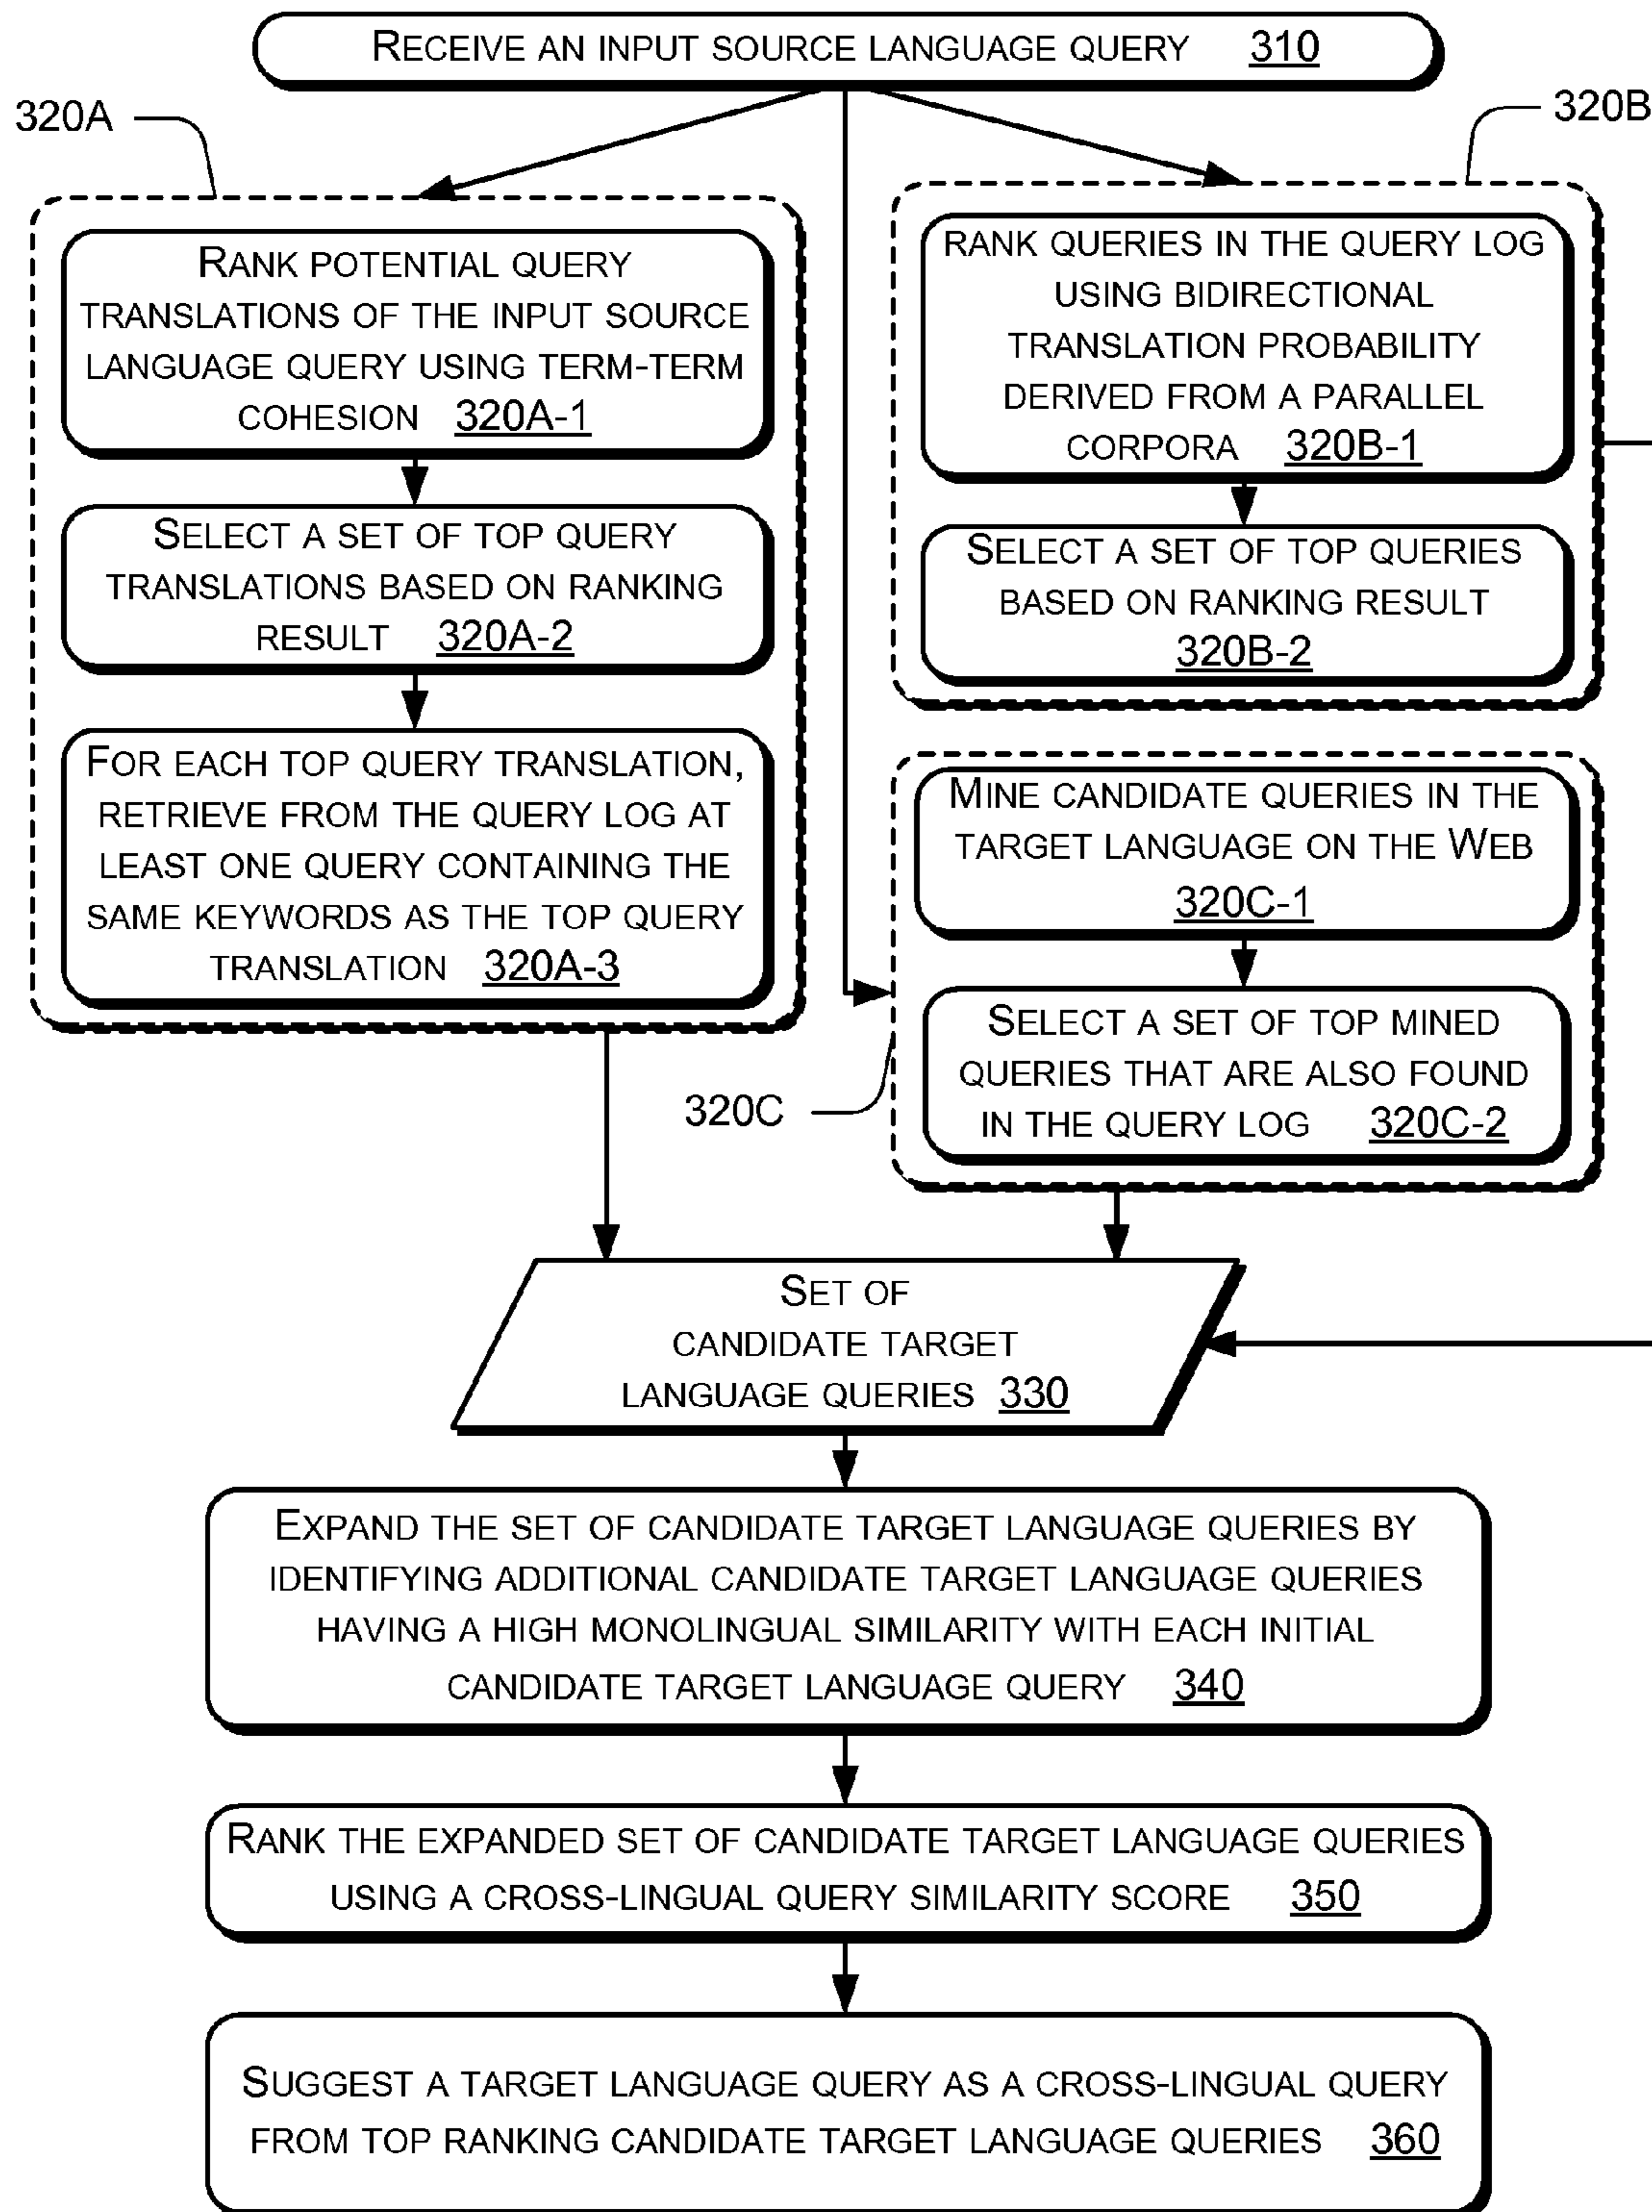 RECEIVE AN INPUT SOURCE LANGUAGE QUERY 310
320A
320B
RANK POTENTIAL QUERY
TRANSLATIONS OF THE INPUT SOURCE
LANGUAGE QUERY USING TERM-TERM
COHESION 320A-1
SELECT A SET OF TOP QUERY
TRANSLATIONS BASED ON RANKING
RESULT 320A-2
FOR EACH TOP QUERY TRANSLATION,
RETRIEVE FROM THE QUERY LOG AT
LEAST ONE QUERY CONTAINING THE
SAME KEYWORDS AS THE TOP QUERY
TRANSLATION 320A-3
RANK QUERIES IN THE QUERY LOG
USING BIDIRECTIONAL
TRANSLATION PROBABILITY
DERIVED FROM A PARALLEL
CORPORA 320B-1
SELECT A SET OF TOP QUERIES
BASED ON RANKING RESULT
320B-2
MINE CANDIDATE QUERIES IN THE
TARGET LANGUAGE ON THE WEB
320C-1
SELECT A SET OF TOP MINED
QUERIES THAT ARE ALSO FOUND
IN THE QUERY LOG 320C-2
320C
SET OF
CANDIDATE TARGET
LANGUAGE QUERIES 330
EXPAND THE SET OF CANDIDATE TARGET LANGUAGE QUERIES BY
IDENTIFYING ADDITIONAL CANDIDATE TARGET LANGUAGE QUERIES
HAVING A HIGH MONOLINGUAL SIMILARITY WITH EACH INITIAL
CANDIDATE TARGET LANGUAGE QUERY 340
RANK THE EXPANDED SET OF CANDIDATE TARGET LANGUAGE QUERIES
USING A CROSS-LINGUAL QUERY SIMILARITY SCORE 350
SUGGEST A TARGET LANGUAGE QUERY AS A CROSS-LINGUAL QUERY
FROM TOP RANKING CANDIDATE TARGET LANGUAGE QUERIES 360